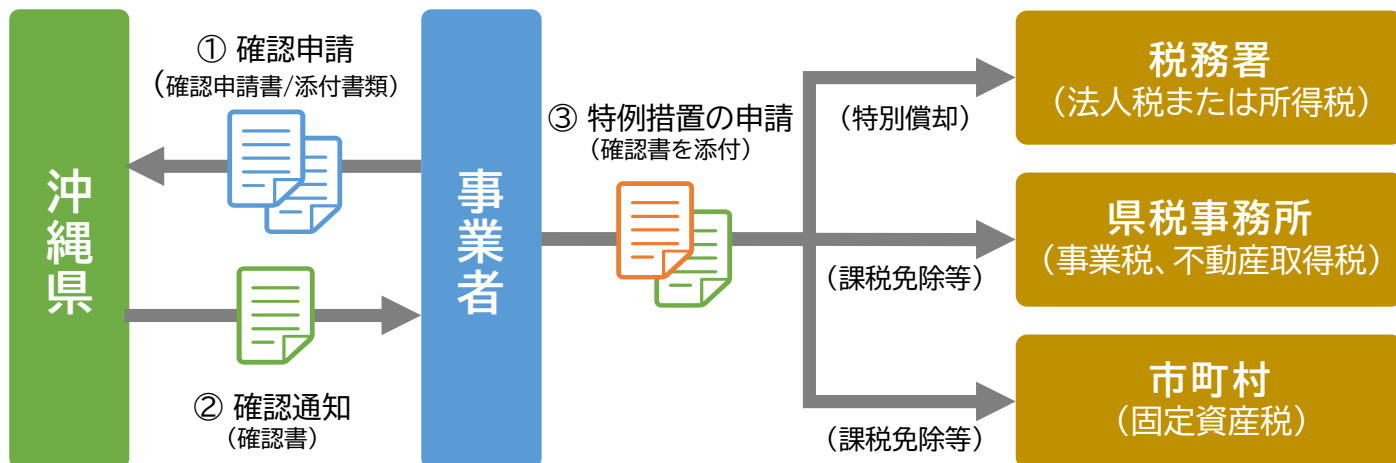 沖縄県
① 確認申請
(確認申請書/添付書類)
② 確認通知
(確認書)
事業者
③ 特例措置の申請
(確認書を添付)
(特別償却)
(課税免除等)
(課税免除等)
税務署
(法人税または所得税)
県税事務所
(事業税、不動産取得税)
市町村
(固定資産税)